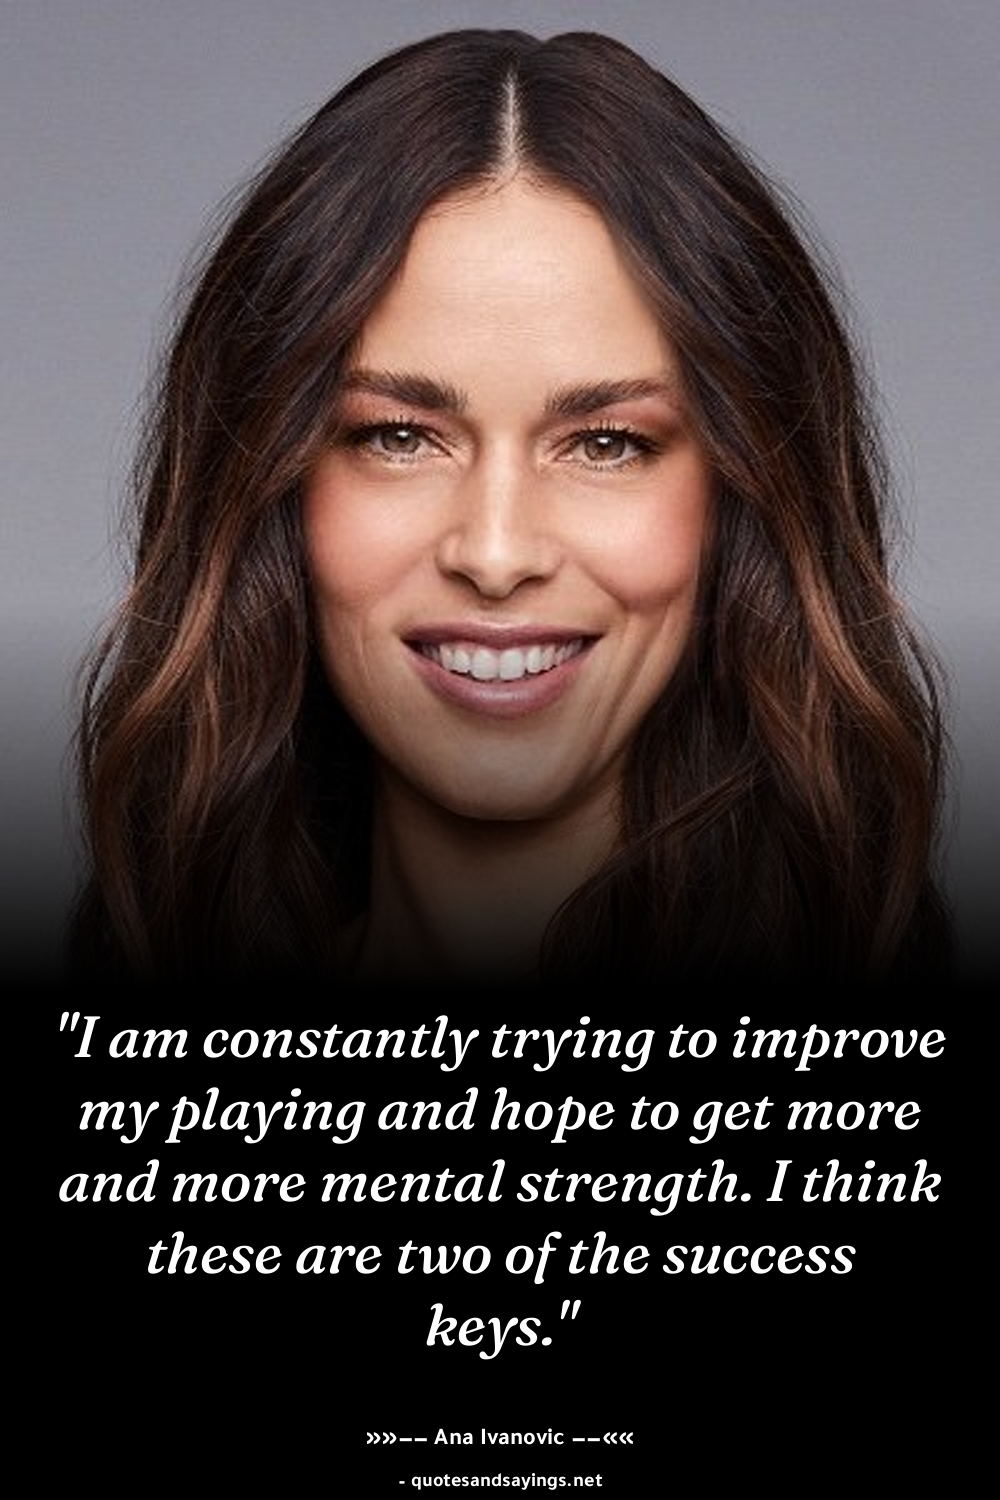 "I am constantly trying to improve
my playing and hope to get more
and more mental strength. I think
these are two of the success
keys."
»»-- Ana Ivanovic --««
- quotesandsayings.net